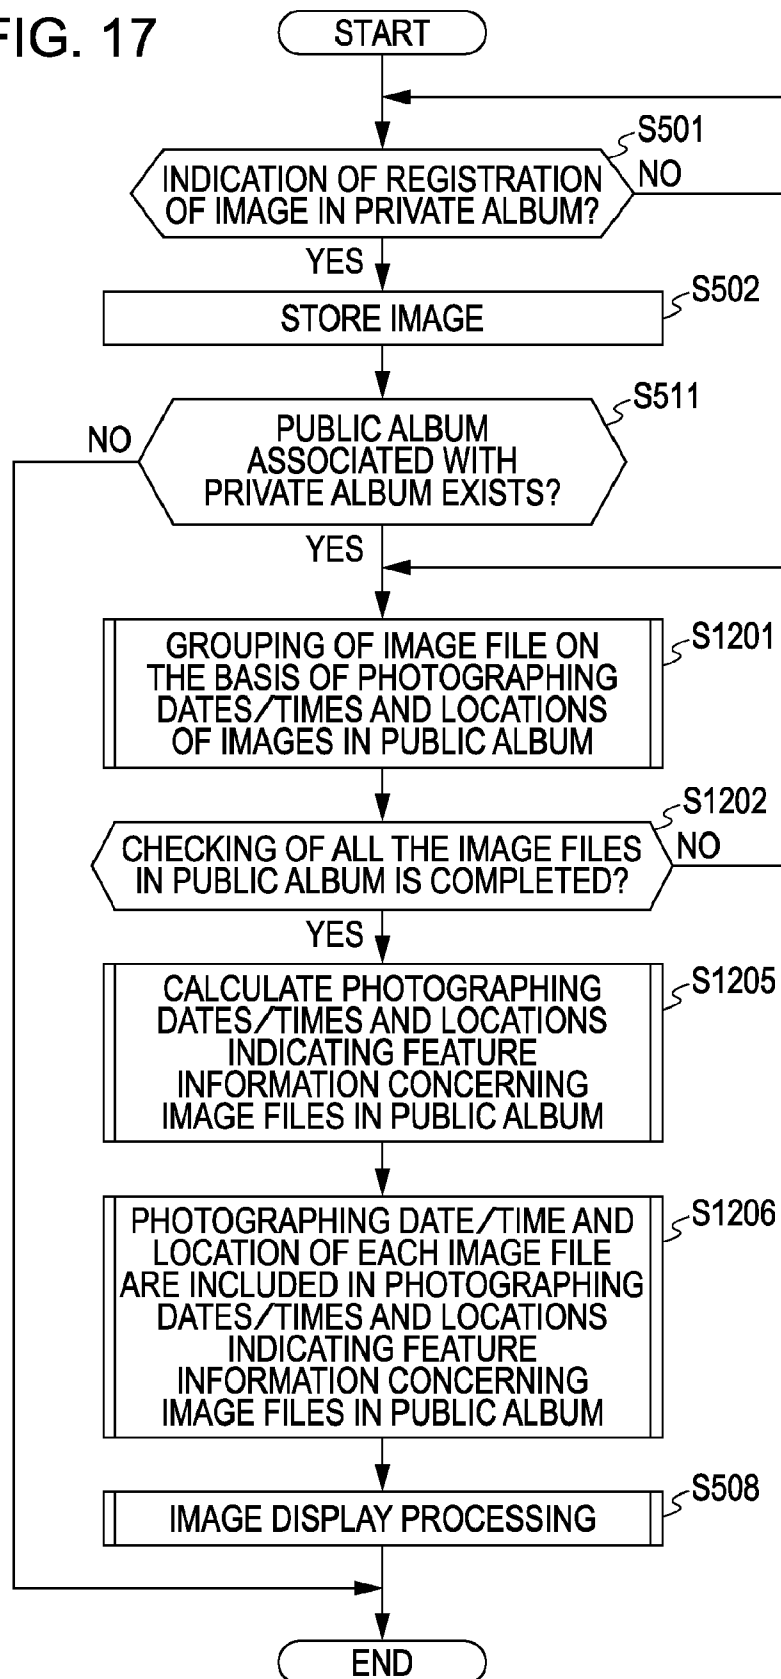 FIG. 17
START
S501
INDICATION OF REGISTRATION
OF IMAGE IN PRIVATE ALBUM?
NO
YES
S502
STORE IMAGE
S511
NO
PUBLIC ALBUM
ASSOCIATED WITH
PRIVATE ALBUM EXISTS?
YES
S1201
GROUPING OF IMAGE FILE ON
THE BASIS OF PHOTOGRAPHING
DATES/TIMES AND LOCATIONS
OF IMAGES IN PUBLIC ALBUM
S1202
CHECKING OF ALL THE IMAGE FILES
IN PUBLIC ALBUM IS COMPLETED?
NO
YES
S1205
CALCULATE PHOTOGRAPHING
DATES/TIMES AND LOCATIONS
INDICATING FEATURE
INFORMATION CONCERNING
IMAGE FILES IN PUBLIC ALBUM
S1206
PHOTOGRAPHING DATE/TIME AND
LOCATION OF EACH IMAGE FILE
ARE INCLUDED IN PHOTOGRAPHING
DATES/TIMES AND LOCATIONS
INDICATING FEATURE
INFORMATION CONCERNING
IMAGE FILES IN PUBLIC ALBUM
S508
IMAGE DISPLAY PROCESSING
END